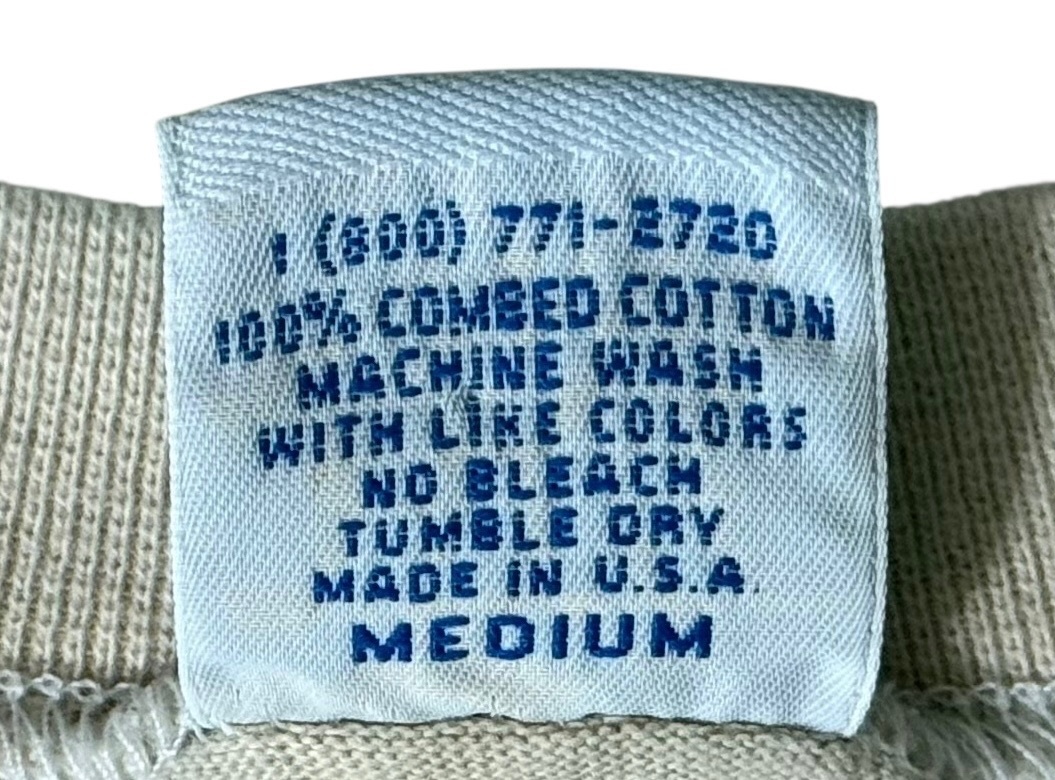 1 (800) 771-2720
100% COMBED COTTON
MACHINE WASH
WITH LIKE COLORS
NO BLEACH
TUMBLE DRY
MADE IN U.S.A.
MEDIUM